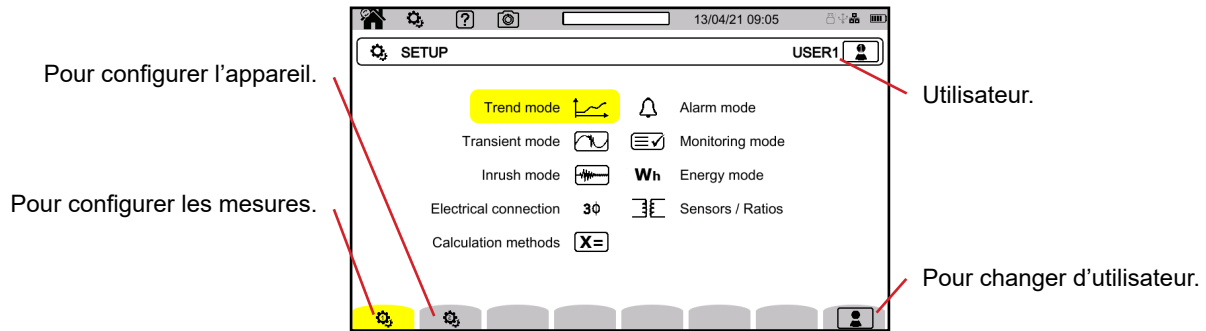 13/04/21 09:05
SETUP
USER1
Pour configurer l’appareil.
Utilisateur.
Trend mode
Alarm mode
Transient mode
Monitoring mode
Inrush mode
Wh Energy mode
Pour configurer les mesures.
Electrical connection 3ϕ
Sensors / Ratios
Calculation methods X=
Pour changer d’utilisateur.